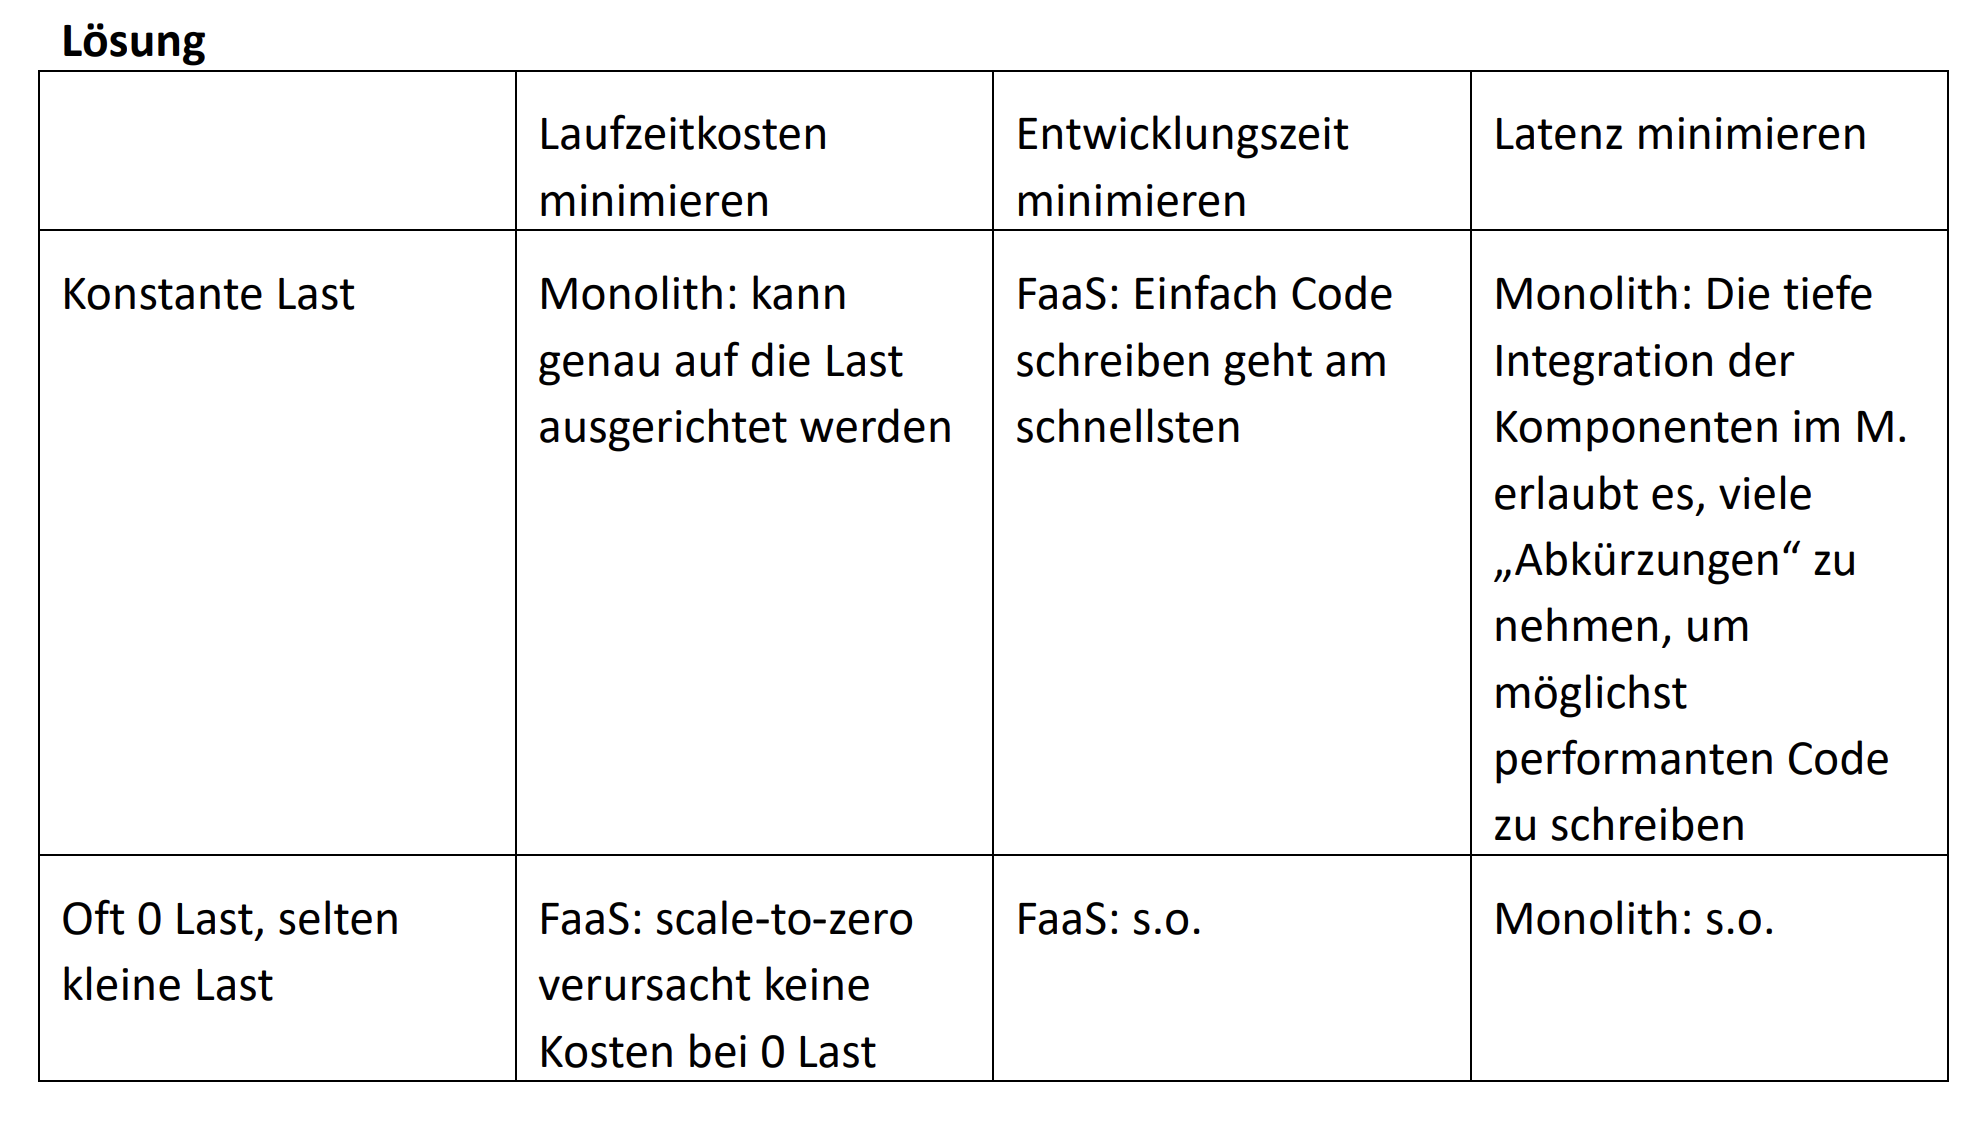 Lösung
Laufzeitkosten
minimieren
Entwicklungszeit
minimieren
Latenz minimieren
Konstante Last
Monolith: kann
genau auf die Last
ausgerichtet werden
FaaS: Einfach Code
schreiben geht am
schnellsten
Monolith: Die tiefe
Integration der
Komponenten im M.
erlaubt es, viele
„Abkürzungen“ zu
nehmen, um
möglichst
performanten Code
zu schreiben
Oft 0 Last, selten
kleine Last
FaaS: scale-to-zero
verursacht keine
Kosten bei 0 Last
FaaS: s.o.
Monolith: s.o.